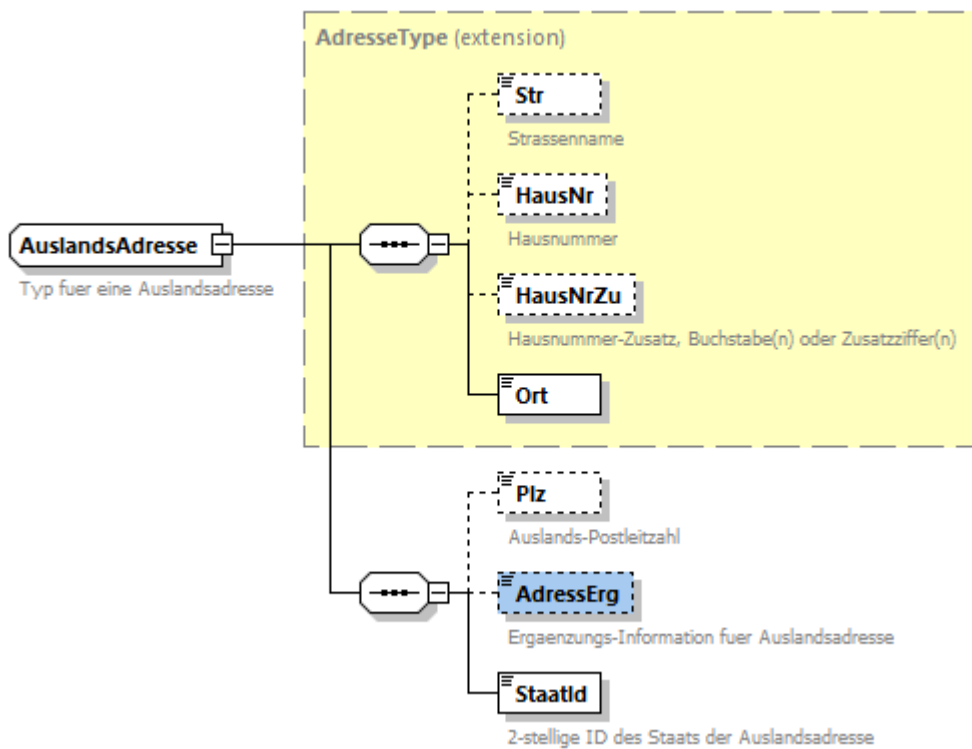 AdresseType (extension)
Str
Strassenname
HausNr
Hausnummer
AuslandsAdresse
Typ fuer eine Auslandsadresse
HausNrZu
Hausnummer-Zusatz, Buchstabe(n) oder Zusatzziffer(n)
Ort
Plz
Auslands-Postleitzahl
AdressErg
Ergaenzungs-Information fuer Auslandsadresse
StaatId
2-stellige ID des Staats der Auslandsadresse